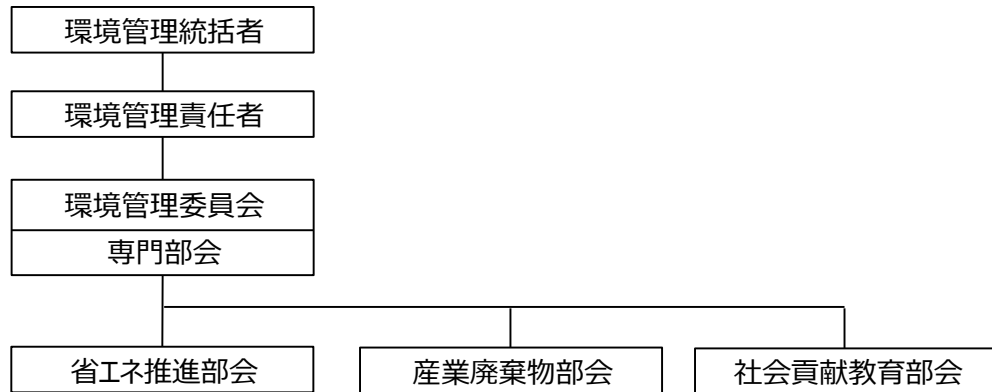 環境管理統括者
環境管理責任者
環境管理委員会
専門部会
省エネ推進部会
産業廃棄物部会
社会貢献教育部会